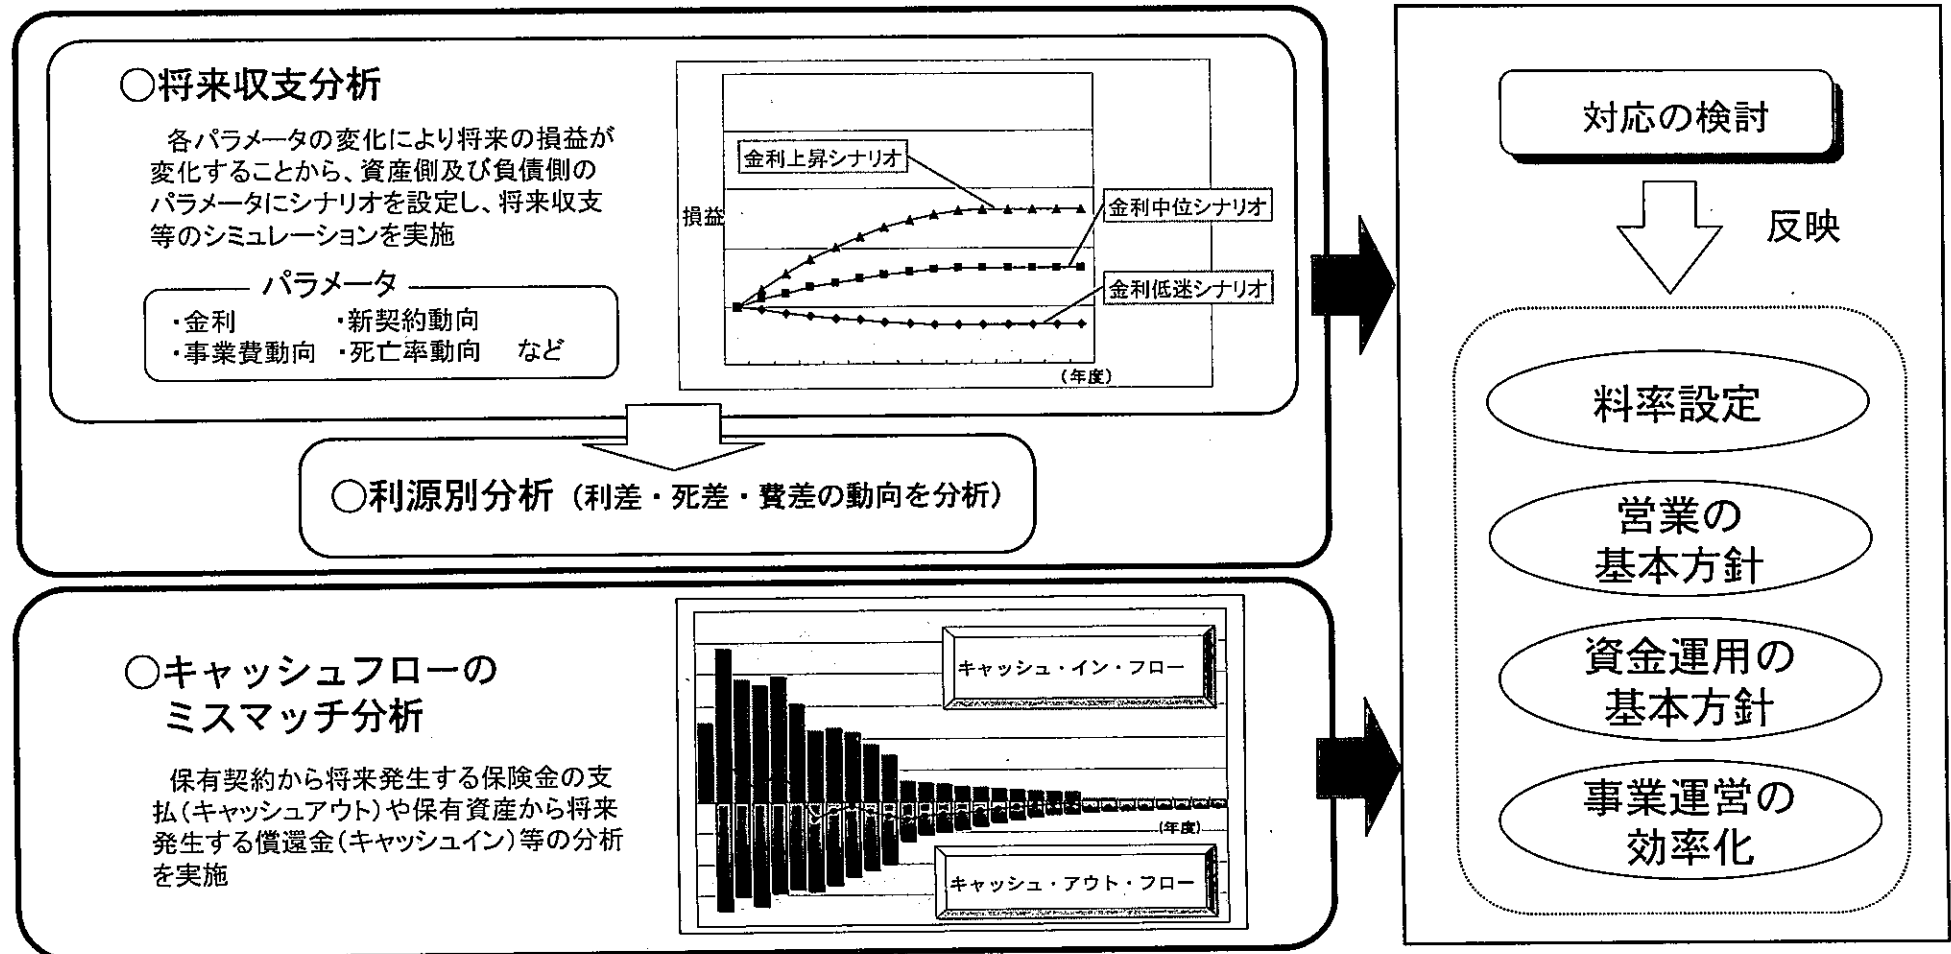 ○将来収支分析
各パラメータの変化により将来の損益が
変化することから、資産側及び負債側の
パラメータにシナリオを設定し、将来収支
等のシミュレーションを実施
パラメータ
・金利 ・新契約動向
・事業費動向 ・死亡率動向 など
損益
金利上昇シナリオ
金利中位シナリオ
金利低迷シナリオ
(年度)
○利源別分析 (利差・死差・費差の動向を分析)
○キャッシュフローの
ミスマッチ分析
保有契約から将来発生する保険金の支
払(キャッシュアウト)や保有資産から将来
発生する償還金(キャッシュイン)等の分析
を実施
キャッシュ・イン・フロー
(年度)
キャッシュ・アウト・フロー
対応の検討
反映
料率設定
営業の
基本方針
資金運用の
基本方針
事業運営の
効率化